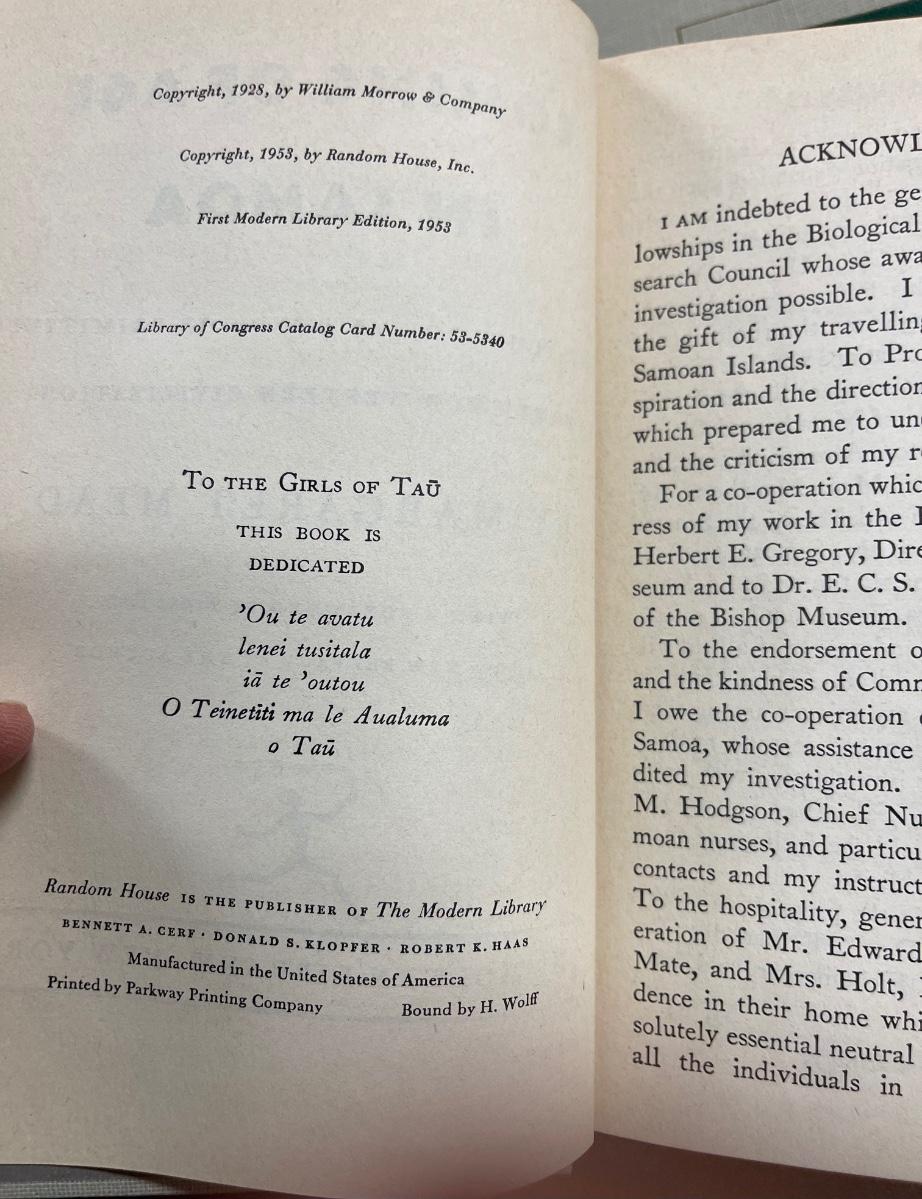 Copyright, 1928, by William Morrow & Company
Copyright, 1953, by Random House, Inc.
First Modern Library Edition, 1953
Library of Congress Catalog Card Number: 53-5340
To the Girls of Taū
THIS BOOK IS
DEDICATED
’Ou te avatu
lenei tusitala
iā te ’outou
O Teinetiti ma le Aualuma
o Taū
Random House IS THE PUBLISHER OF The Modern Library
BENNETT A. CERF · DONALD S. KLOPFER · ROBERT K. HAAS
Manufactured in the United States of America
Printed by Parkway Printing Company Bound by H. Wolff
ACKNOWL
I AM indebted to the ge
lowships in the Biological
search Council whose awa
investigation possible. I
the gift of my travelling
Samoan Islands. To Pro
spiration and the direction
which prepared me to un
and the criticism of my r
For a co-operation whic
ress of my work in the
Herbert E. Gregory, Dire
seum and to Dr. E. C. S.
of the Bishop Museum.
To the endorsement o
and the kindness of Comm
I owe the co-operation
Samoa, whose assistance
dited my investigation.
M. Hodgson, Chief Nu
moan nurses, and particu
contacts and my instruct
To the hospitality, gener
eration of Mr. Edward
Mate, and Mrs. Holt,
dence in their home whi
solutely essential neutral
all the individuals in